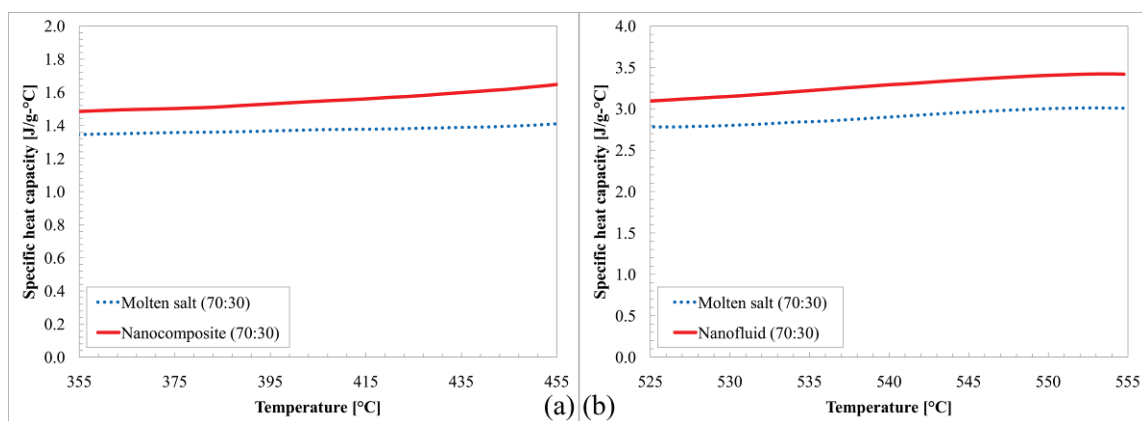 Specific heat capacity [J/g-°C]
2.0
1.8
1.6
1.4
1.2
1.0
0.8
0.6
0.4
0.2
0.0
Molten salt (70:30)
Nanocomposite (70:30)
355 375 395 415 435 455
Temperature [°C]
(a)
Specific heat capacity [J/g-°C]
4.0
3.5
3.0
2.5
2.0
1.5
1.0
0.5
0.0
Molten salt (70:30)
Nanofluid (70:30)
525 530 535 540 545 550 555
Temperature [°C]
(b)